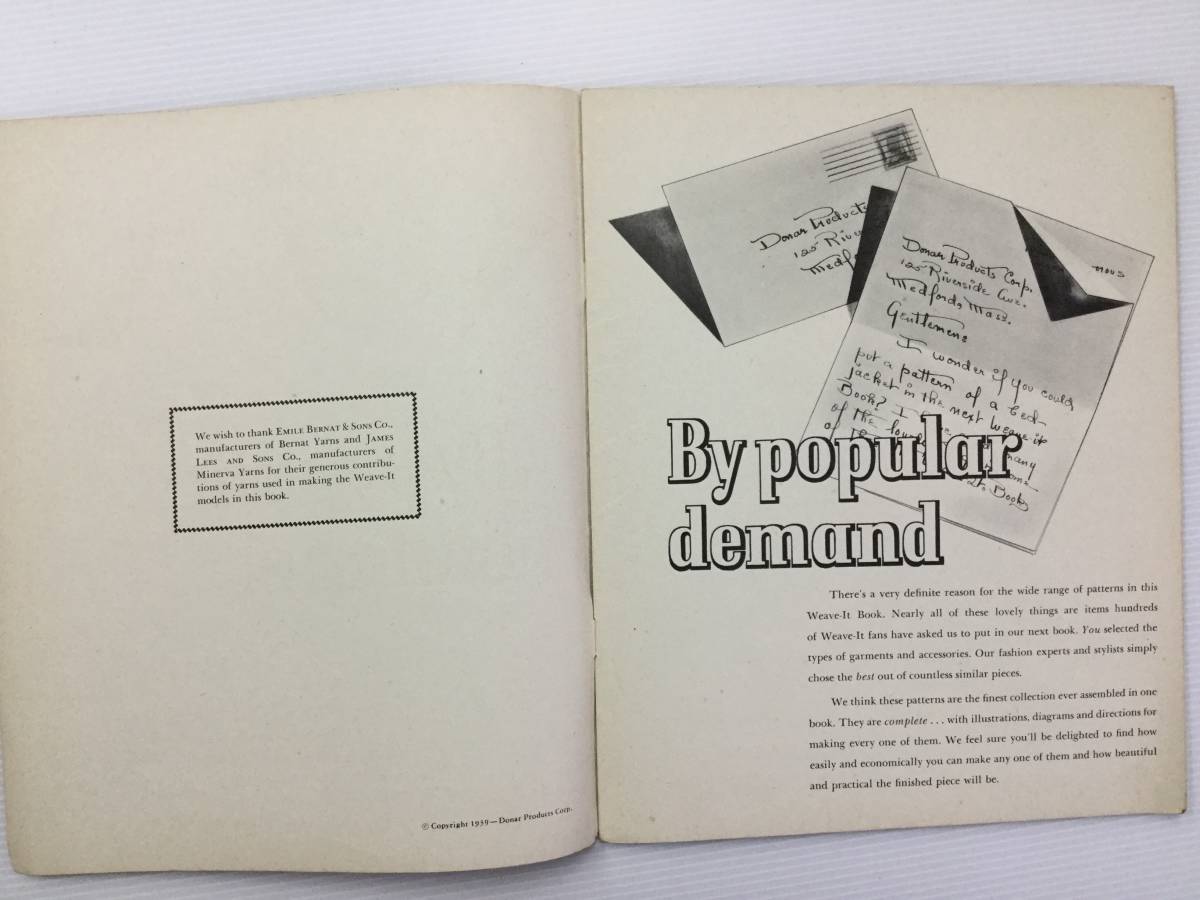 We wish to thank EMILE BERNAT & SONS CO.,
manufacturers of Bernat Yarns and JAMES
LEES AND SONS CO., manufacturers of
Minerva Yarns for their generous contribu-
tions of yarns used in making the Weave-It
models in this book.
© Copyright 1939—Donar Products Corp.
Donar Products
125 River
Medfo
Donar Products Corp.
125 Riverside Ave.
Medford, Mass.
Gentlemen:
I wonder if you could
put a pattern of a bed-
jacket in the next Weave it
Book? I
of the many
of
Book
By popular
demand
There's a very definite reason for the wide range of patterns in this
Weave-It Book. Nearly all of these lovely things are items hundreds
of Weave-It fans have asked us to put in our next book. You selected the
types of garments and accessories. Our fashion experts and stylists simply
chose the best out of countless similar pieces.
We think these patterns are the finest collection ever assembled in one
book. They are complete . . . with illustrations, diagrams and directions for
making every one of them. We feel sure you'll be delighted to find how
easily and economically you can make any one of them and how beautiful
and practical the finished piece will be.